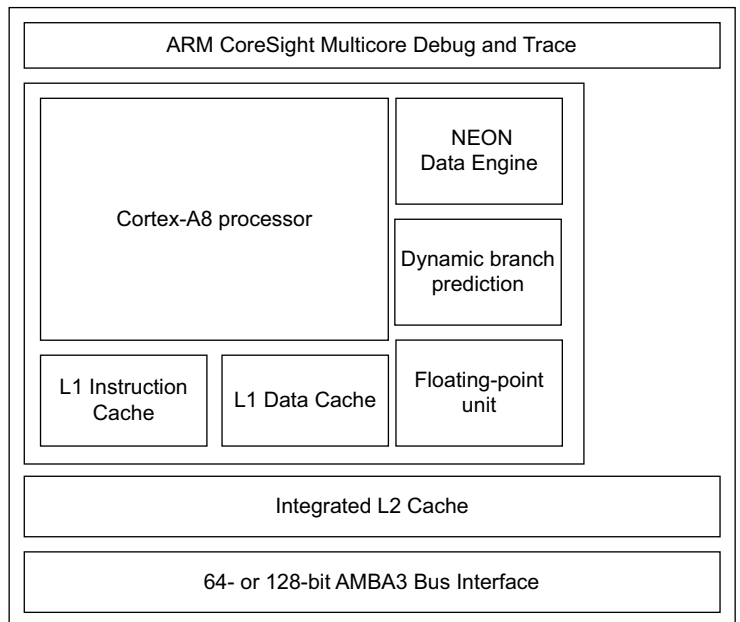 ARM CoreSight Multicore Debug and Trace
Cortex-A8 processor
NEON
Data Engine
Dynamic branch
prediction
L1 Instruction
Cache
L1 Data Cache
Floating-point
unit
Integrated L2 Cache
64- or 128-bit AMBA3 Bus Interface